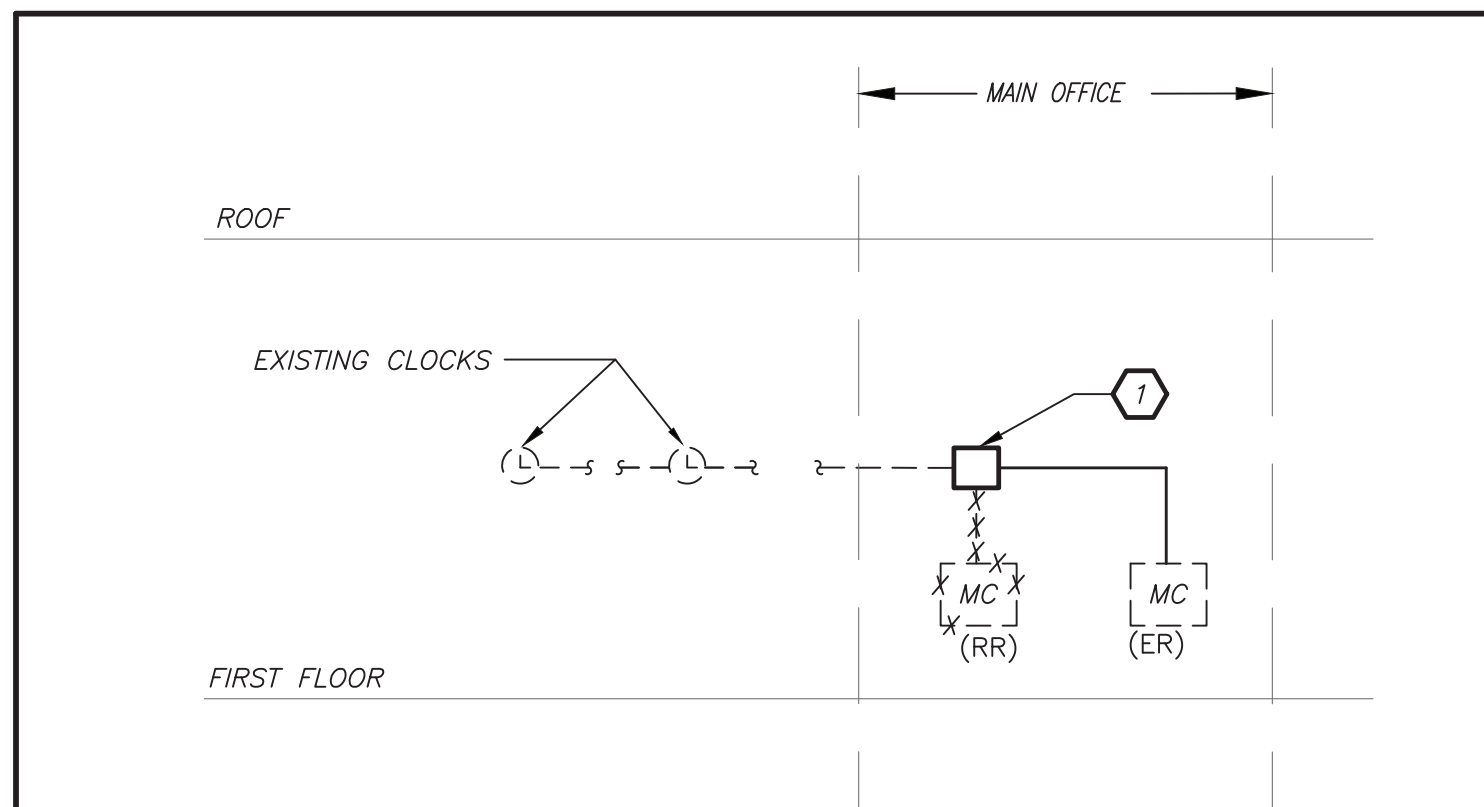 MAIN OFFICE
ROOF
EXISTING CLOCKS
1
MC
MC
(RR)
(ER)
FIRST FLOOR